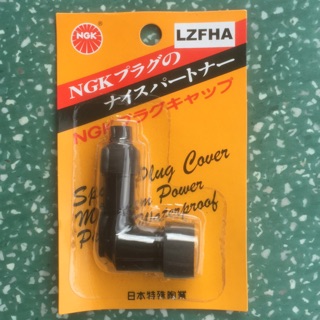 NGK
LZFHA
NGKプラグの
ナイスパートナー
NGKプラグキャップ
Plug Cover
Power
Waterproof
日本特殊陶業